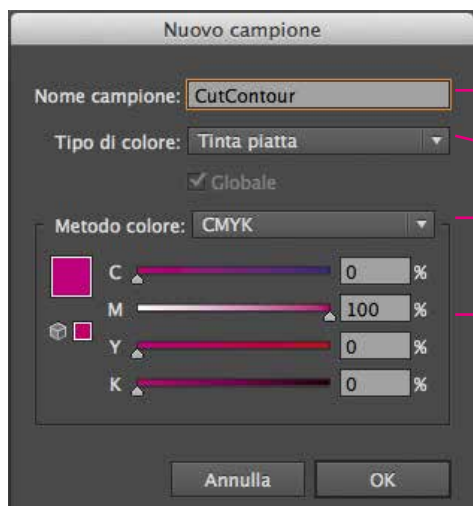 Nuovo campione
Nome campione: CutContour
Tipo di colore: Tinta piatta
Globale
Metodo colore: CMYK
C 0 %
M 100 %
Y 0 %
K 0 %
Annulla OK